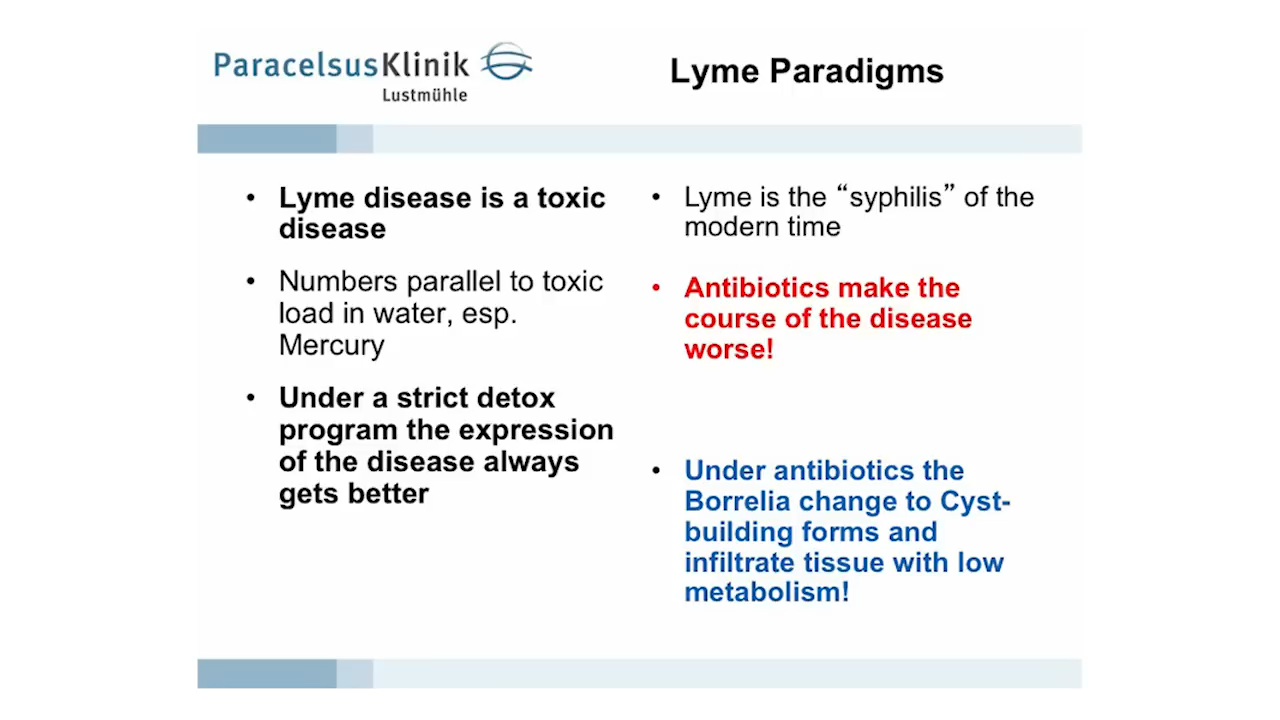 ParacelsusKlinik
Lustmühle
Lyme Paradigms
• Lyme disease is a toxic
disease
• Numbers parallel to toxic
load in water, esp.
Mercury
• Under a strict detox
program the expression
of the disease always
gets better
• Lyme is the “syphilis” of the
modern time
• Antibiotics make the
course of the disease
worse!
• Under antibiotics the
Borrelia change to Cyst-
building forms and
infiltrate tissue with low
metabolism!